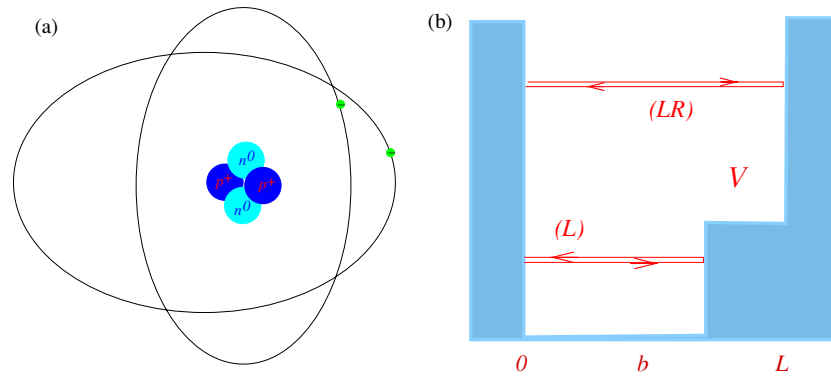 (a)
n⁰
p⁺ p⁺
n⁰
(b)
(LR)
V
(L)
0 b L